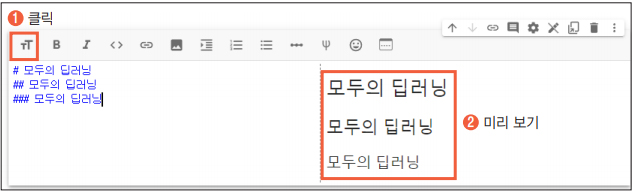 ① 클릭
# 모두의 딥러닝
## 모두의 딥러닝
### 모두의 딥러닝
모두의 딥러닝
모두의 딥러닝
모두의 딥러닝
② 미리 보기